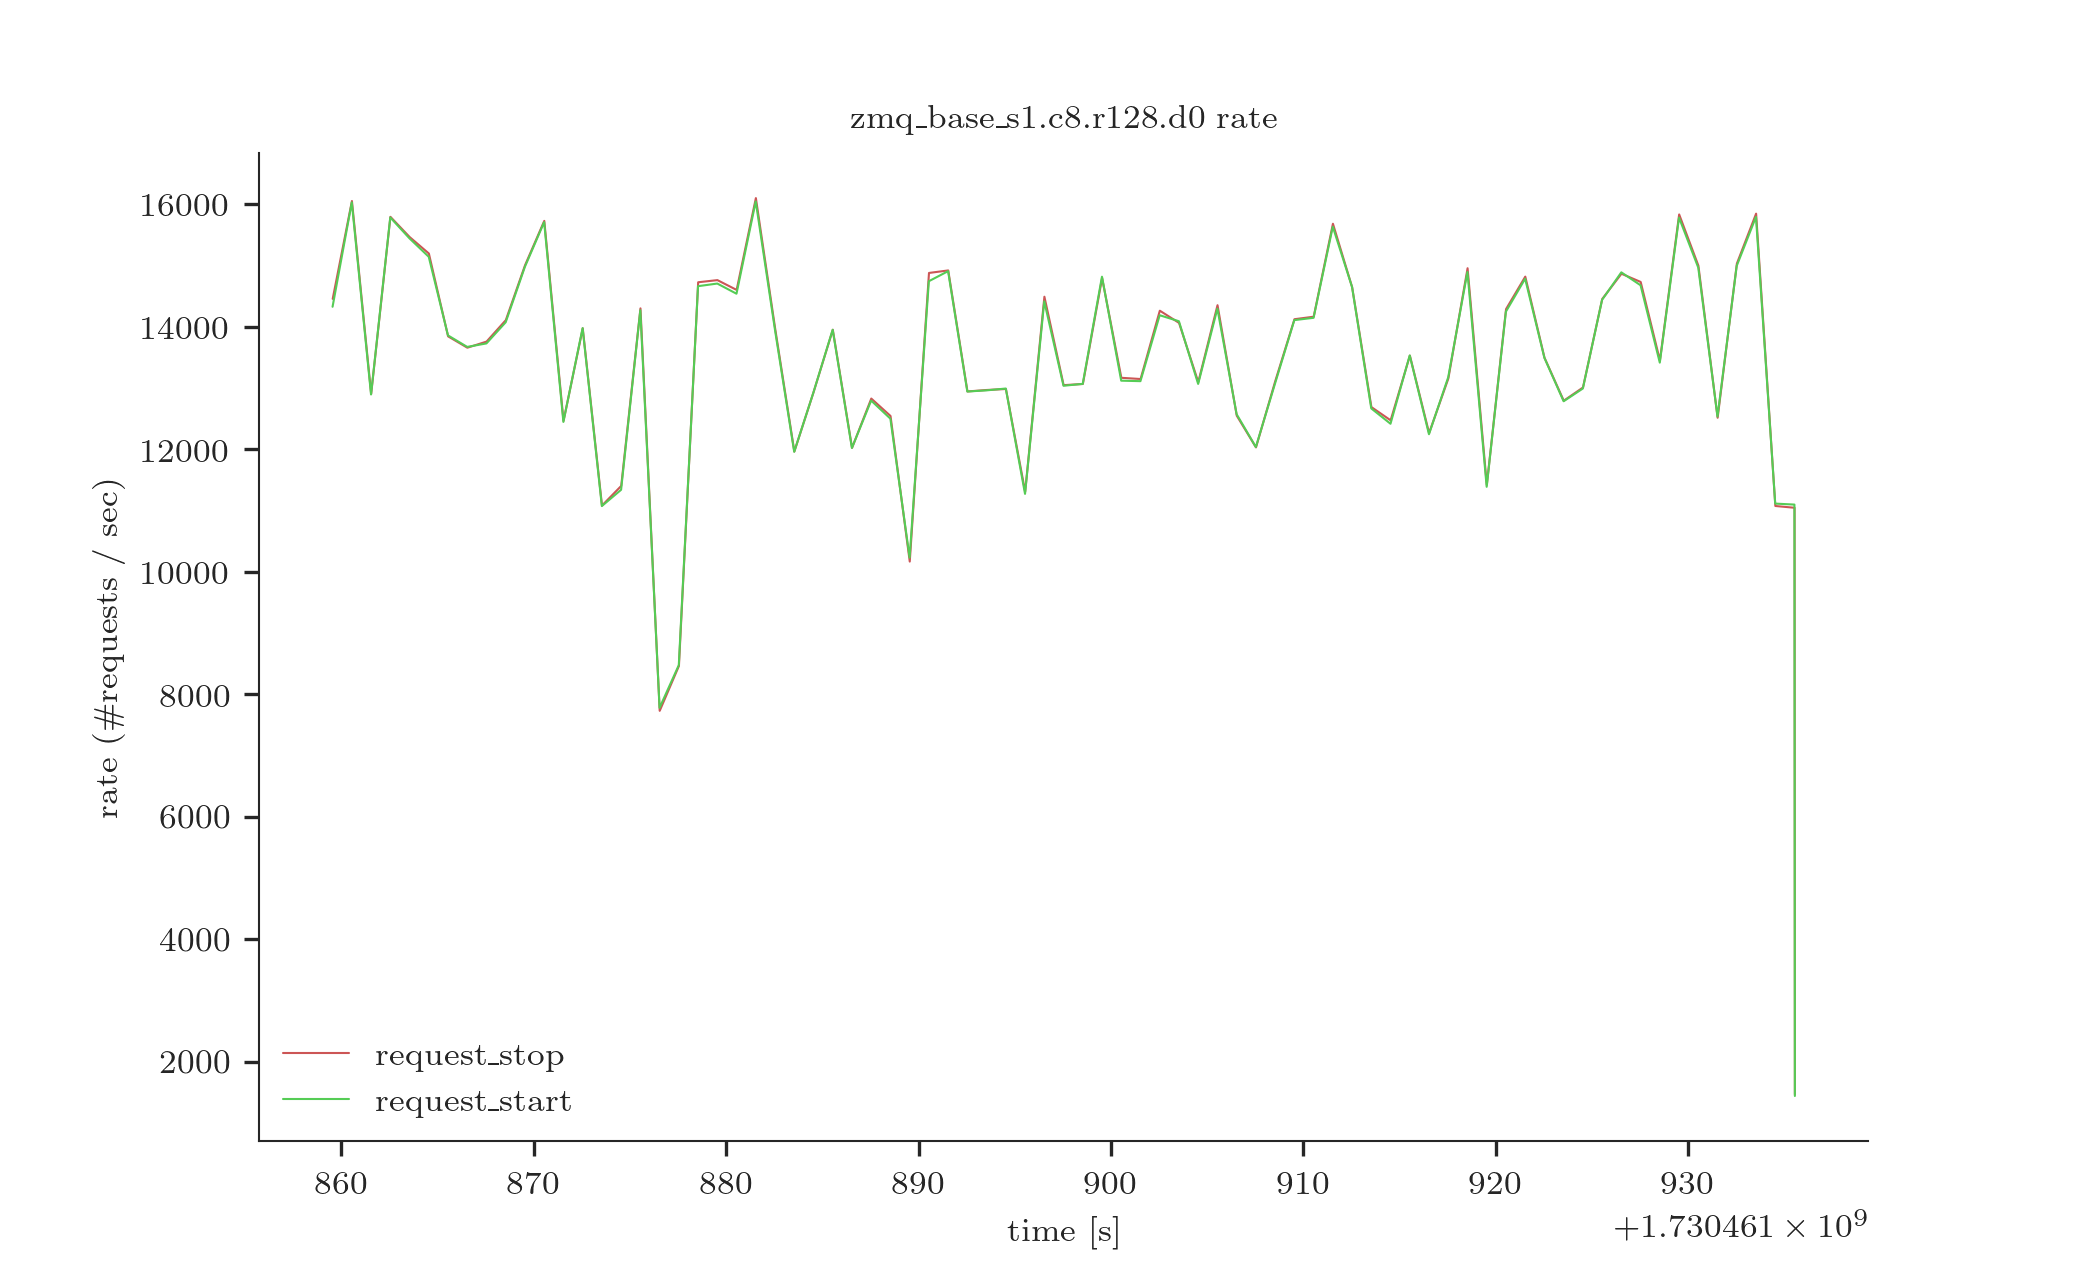 zmq_base_s1.c8.r128.d0 rate
16000
14000
12000
10000
8000
6000
4000
2000
rate (#requests / sec)
request_stop
request_start
860 870 880 890 900 910 920 930
time [s]
+1.730461 × 10⁹